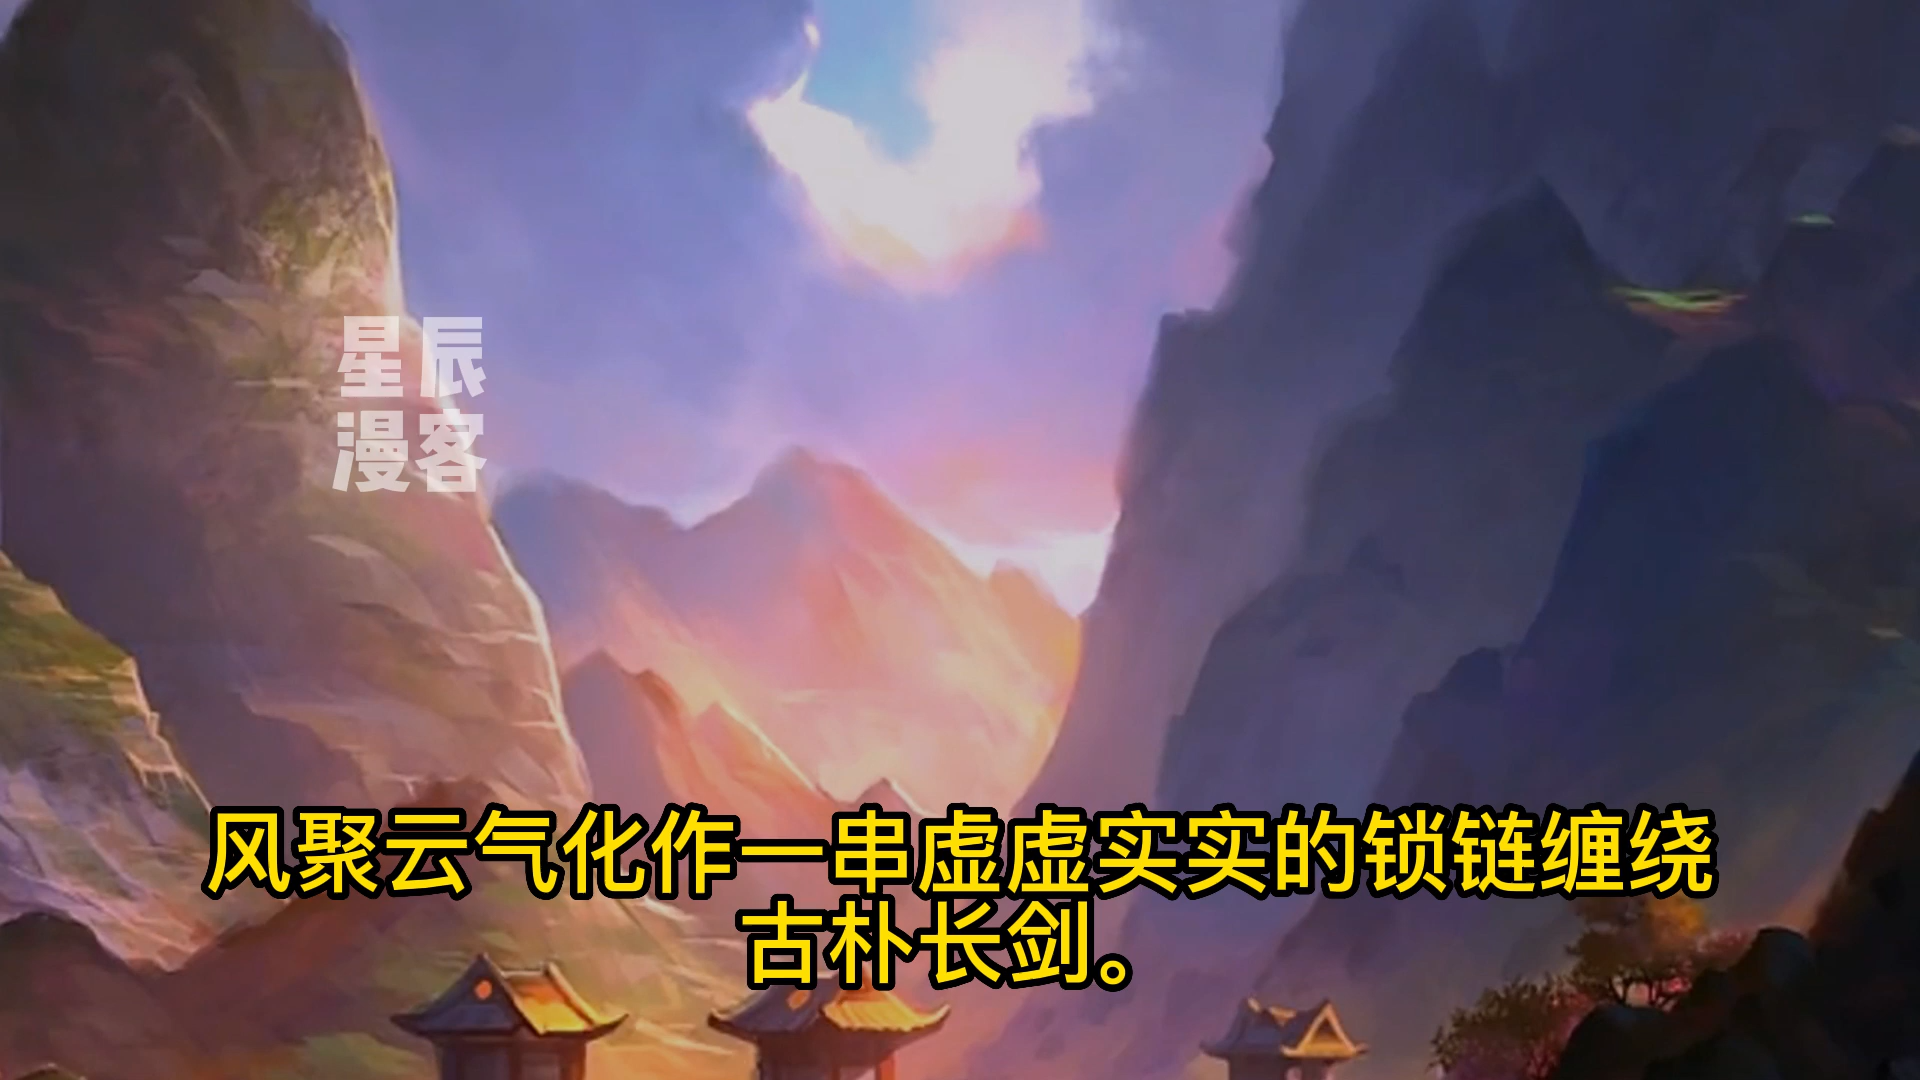 星辰
漫客
风聚云气化作一串虚虚实实的锁链缠绕
古朴长剑。